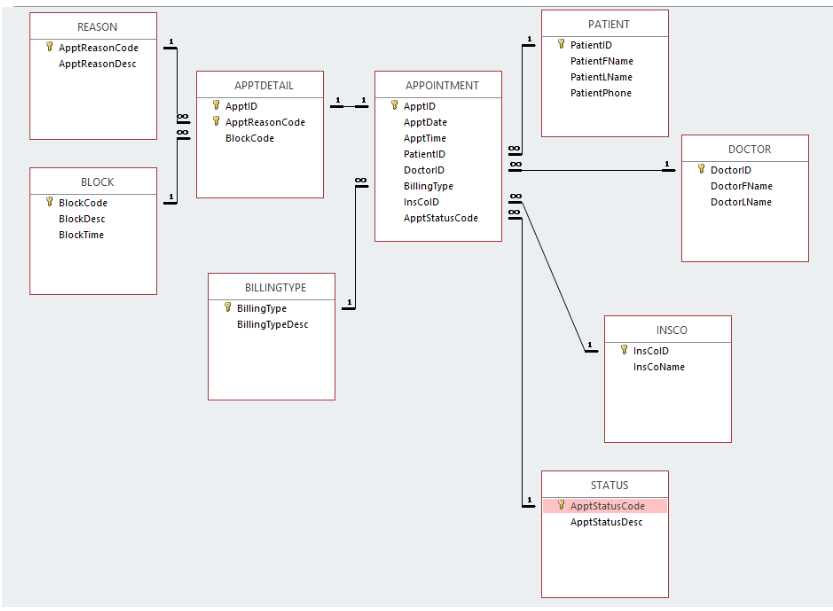 REASON
ApptReasonCode
ApptReasonDesc
1
∞
APPTDETAIL
ApptID
ApptReasonCode
BlockCode
1
1
APPOINTMENT
ApptID
ApptDate
ApptTime
PatientID
DoctorID
BillingType
InsCoID
ApptStatusCode
PATIENT
PatientID
PatientFName
PatientLName
PatientPhone
1
∞
DOCTOR
DoctorID
DoctorFName
DoctorLName
1
∞
BLOCK
BlockCode
BlockDesc
BlockTime
1
∞
BILLINGTYPE
BillingType
BillingTypeDesc
1
∞
INSCO
InsCoID
InsCoName
1
∞
STATUS
ApptStatusCode
ApptStatusDesc
1
∞